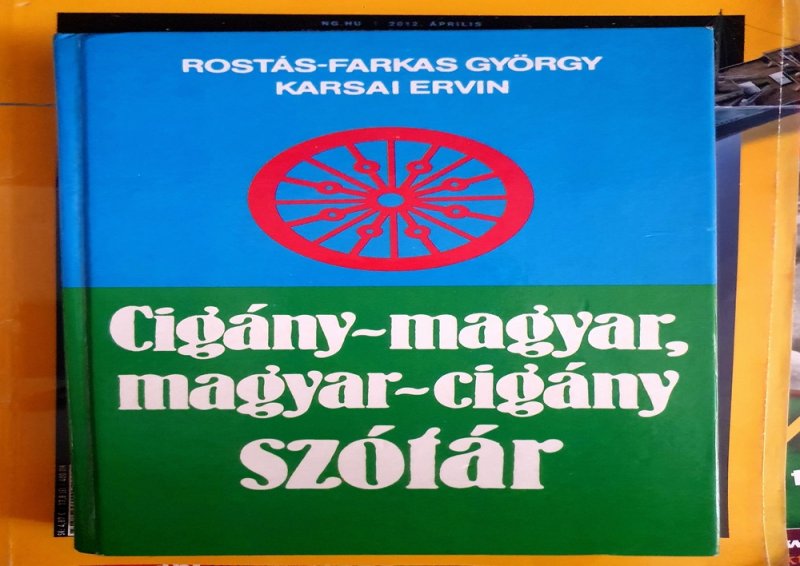 NG.HU | 2012. ÁPRILIS
ROSTÁS-FARKAS GYÖRGY
KARSAI ERVIN
Cigány-magyar,
magyar-cigány
szótár